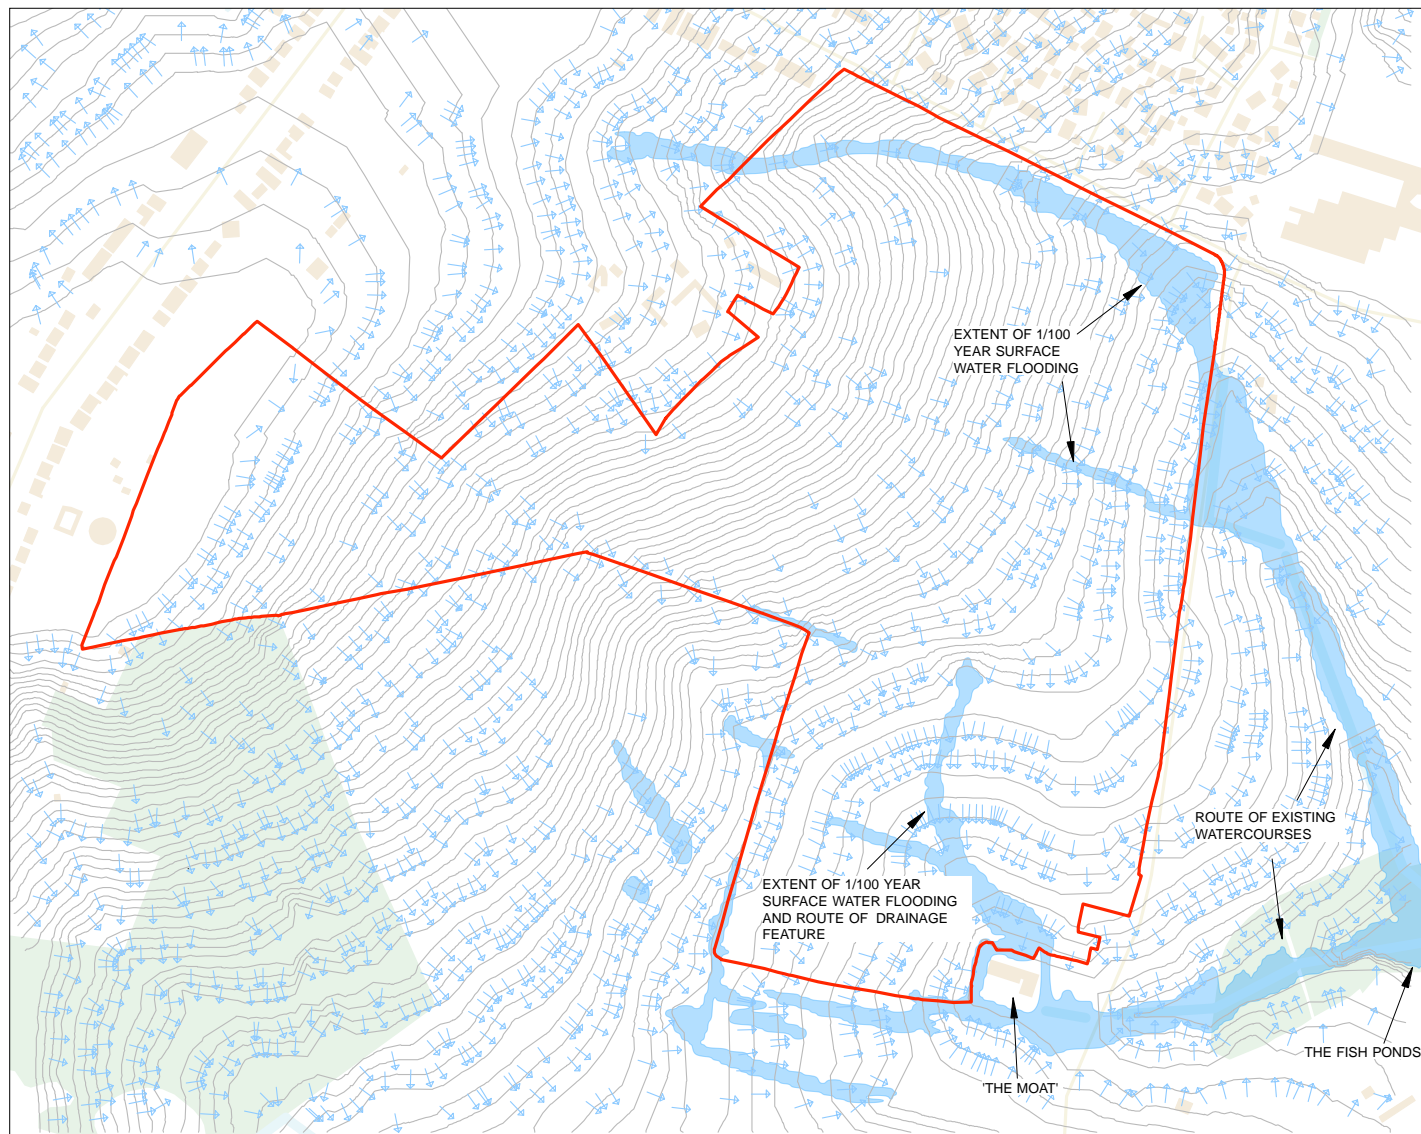 EXTENT OF 1/100
YEAR SURFACE
WATER FLOODING
ROUTE OF EXISTING
WATERCOURSES
EXTENT OF 1/100 YEAR
SURFACE WATER FLOODING
AND ROUTE OF DRAINAGE
FEATURE
THE FISH PONDS
'THE MOAT'